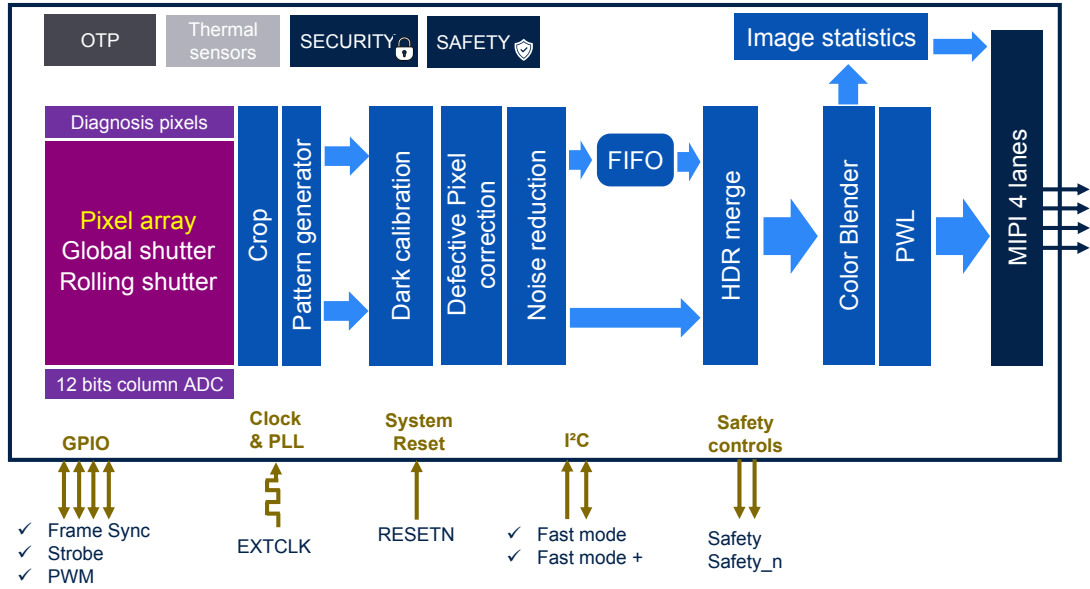 OTP
Thermal
sensors
SECURITY
SAFETY
Image statistics
Diagnosis pixels
Pixel array
Global shutter
Rolling shutter
12 bits column ADC
Crop
Pattern generator
Dark calibration
Defective Pixel
correction
Noise reduction
FIFO
HDR merge
Color Blender
PWL
MIPI 4 lanes
GPIO
Clock
& PLL
System
Reset
I²C
Safety
controls
✓ Frame Sync
✓ Strobe
✓ PWM
EXTCLK
RESETN
✓ Fast mode
✓ Fast mode +
Safety
Safety_n